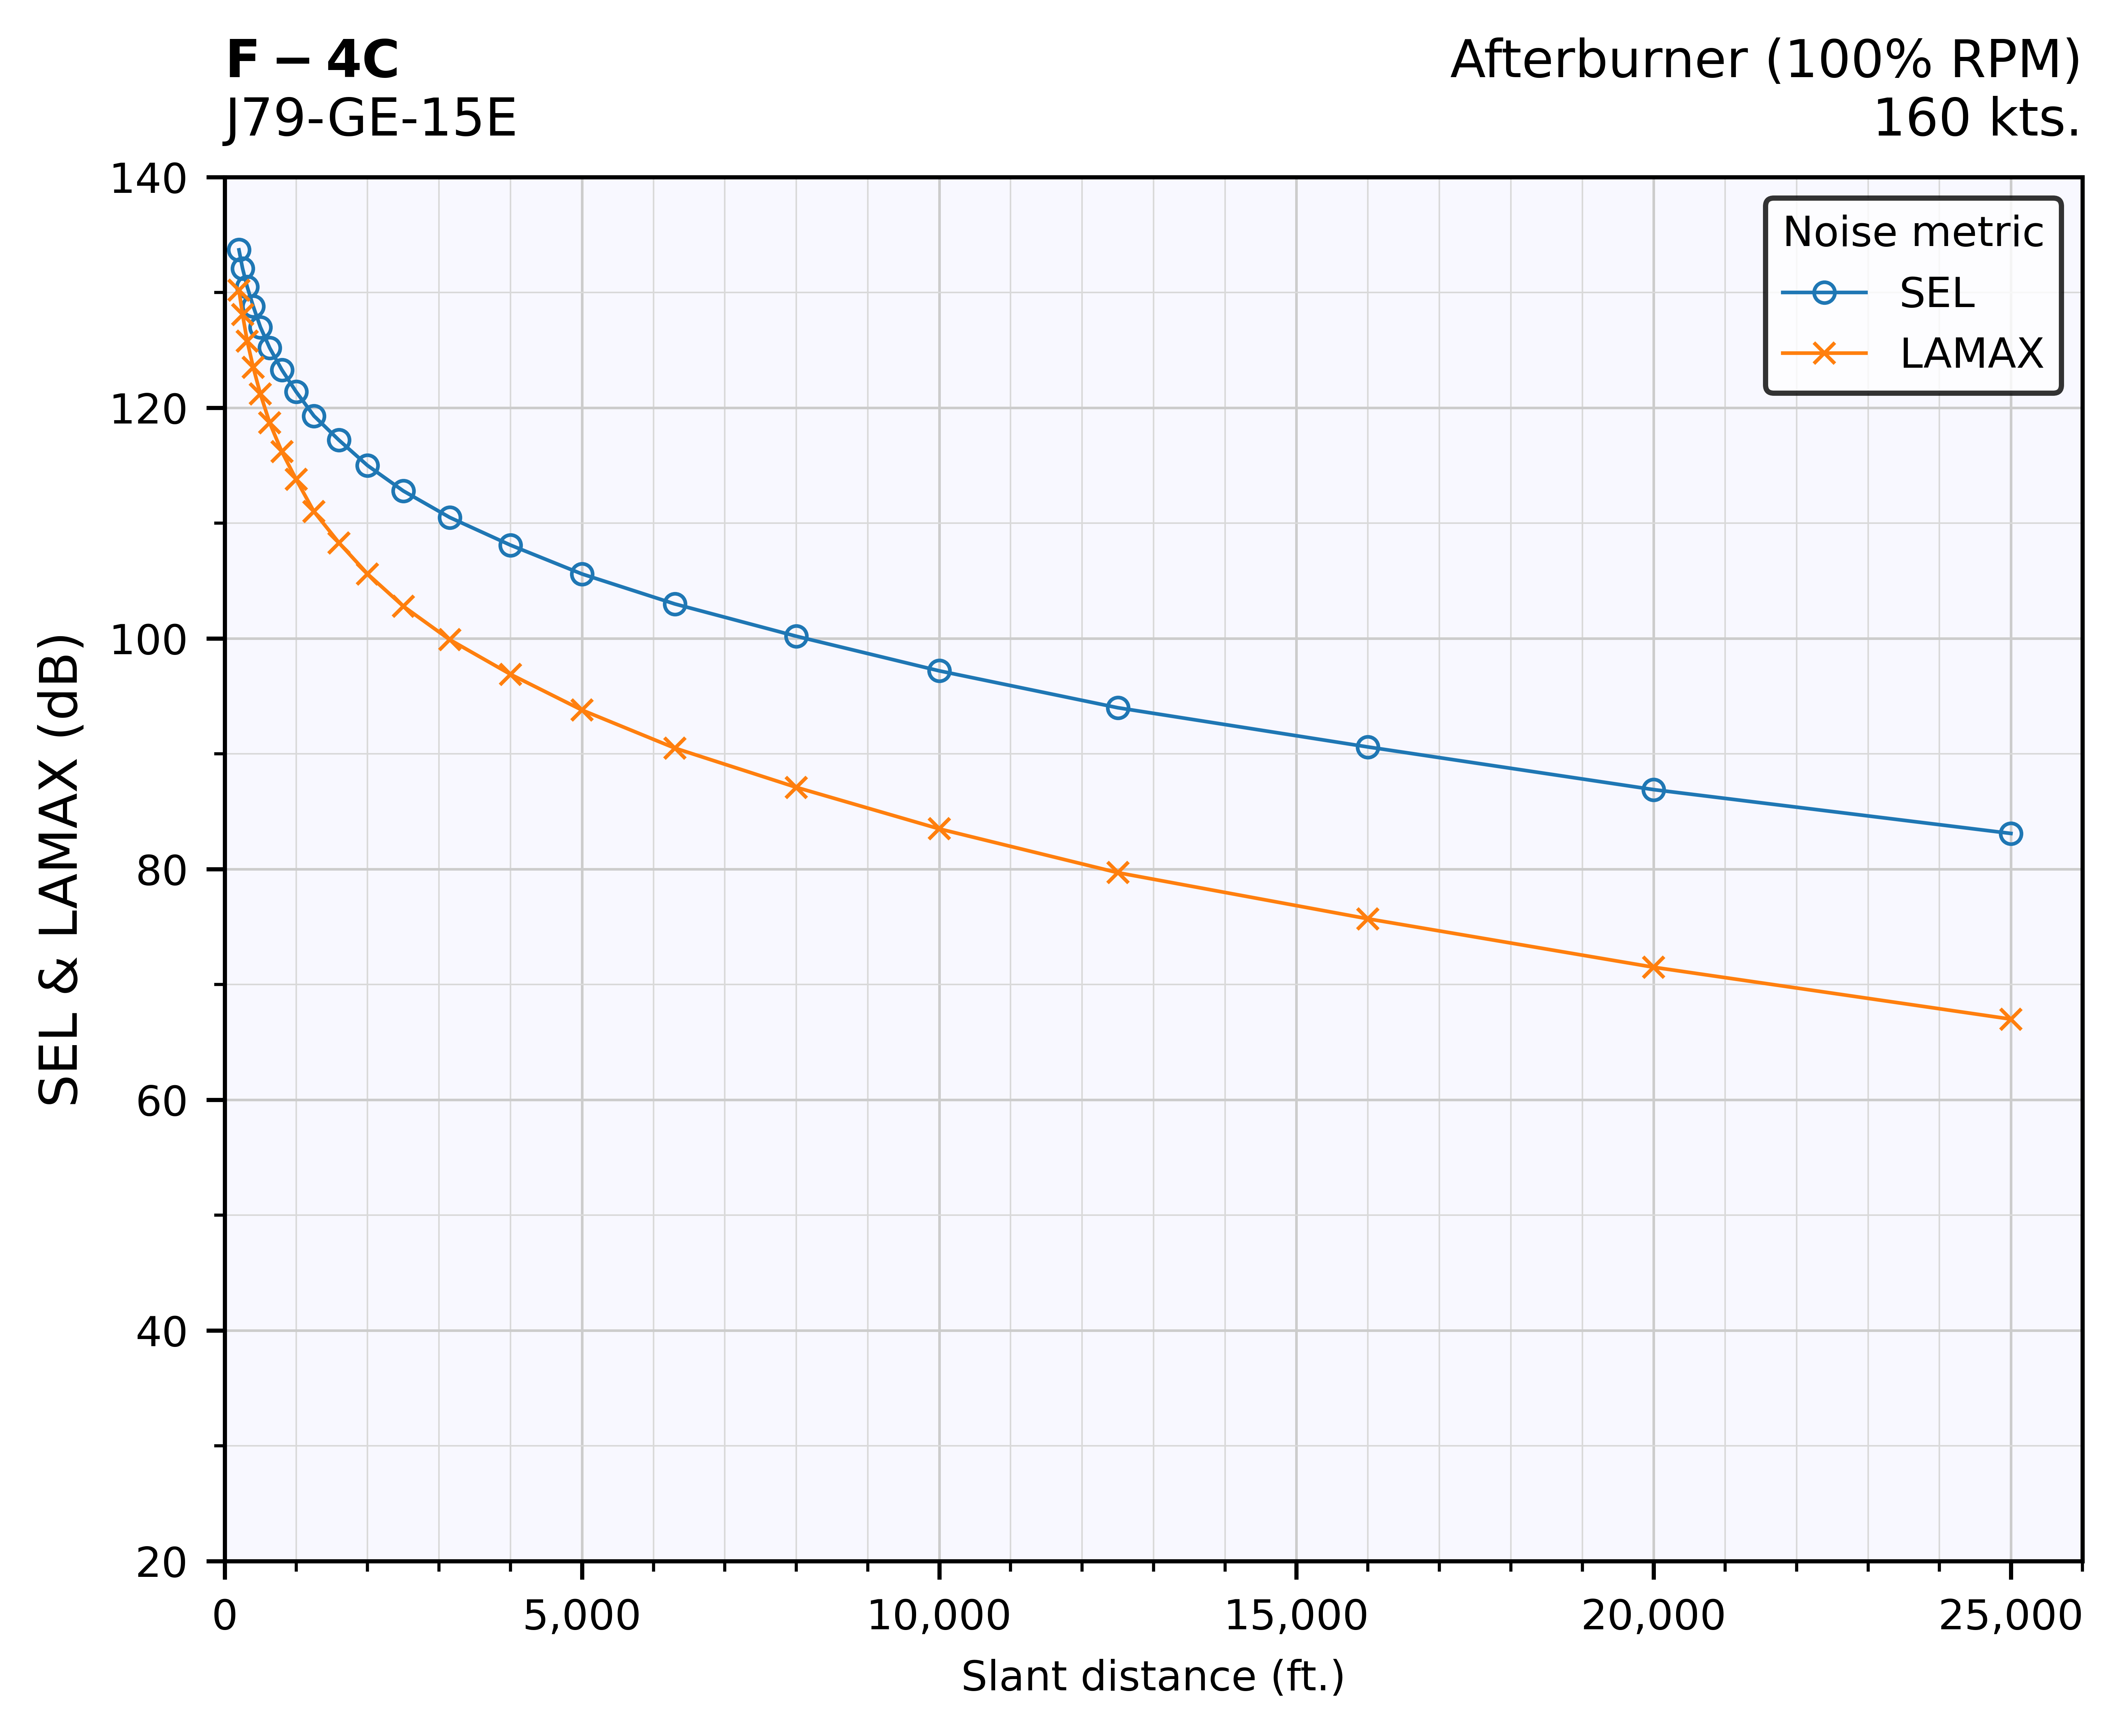 F − 4C
J79-GE-15E
Afterburner (100% RPM)
160 kts.
SEL & LAMAX (dB)
140
120
100
80
60
40
20
Noise metric
SEL
LAMAX
0 5,000 10,000 15,000 20,000 25,000
Slant distance (ft.)